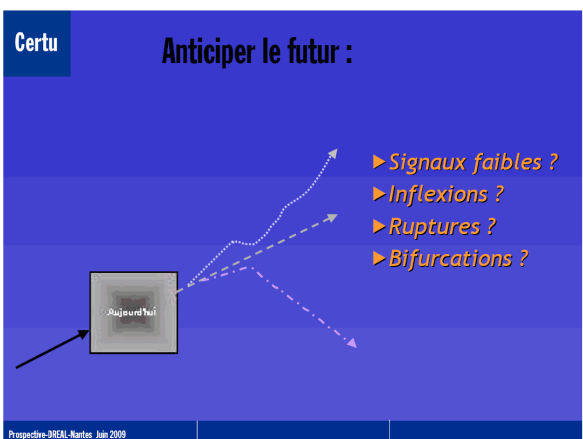 Certu
Anticiper le futur :
►Signaux faibles ?
►Inflexions ?
►Ruptures ?
►Bifurcations ?
Aujourd'hui
Prospective-DREAL-Nantes Juin 2009